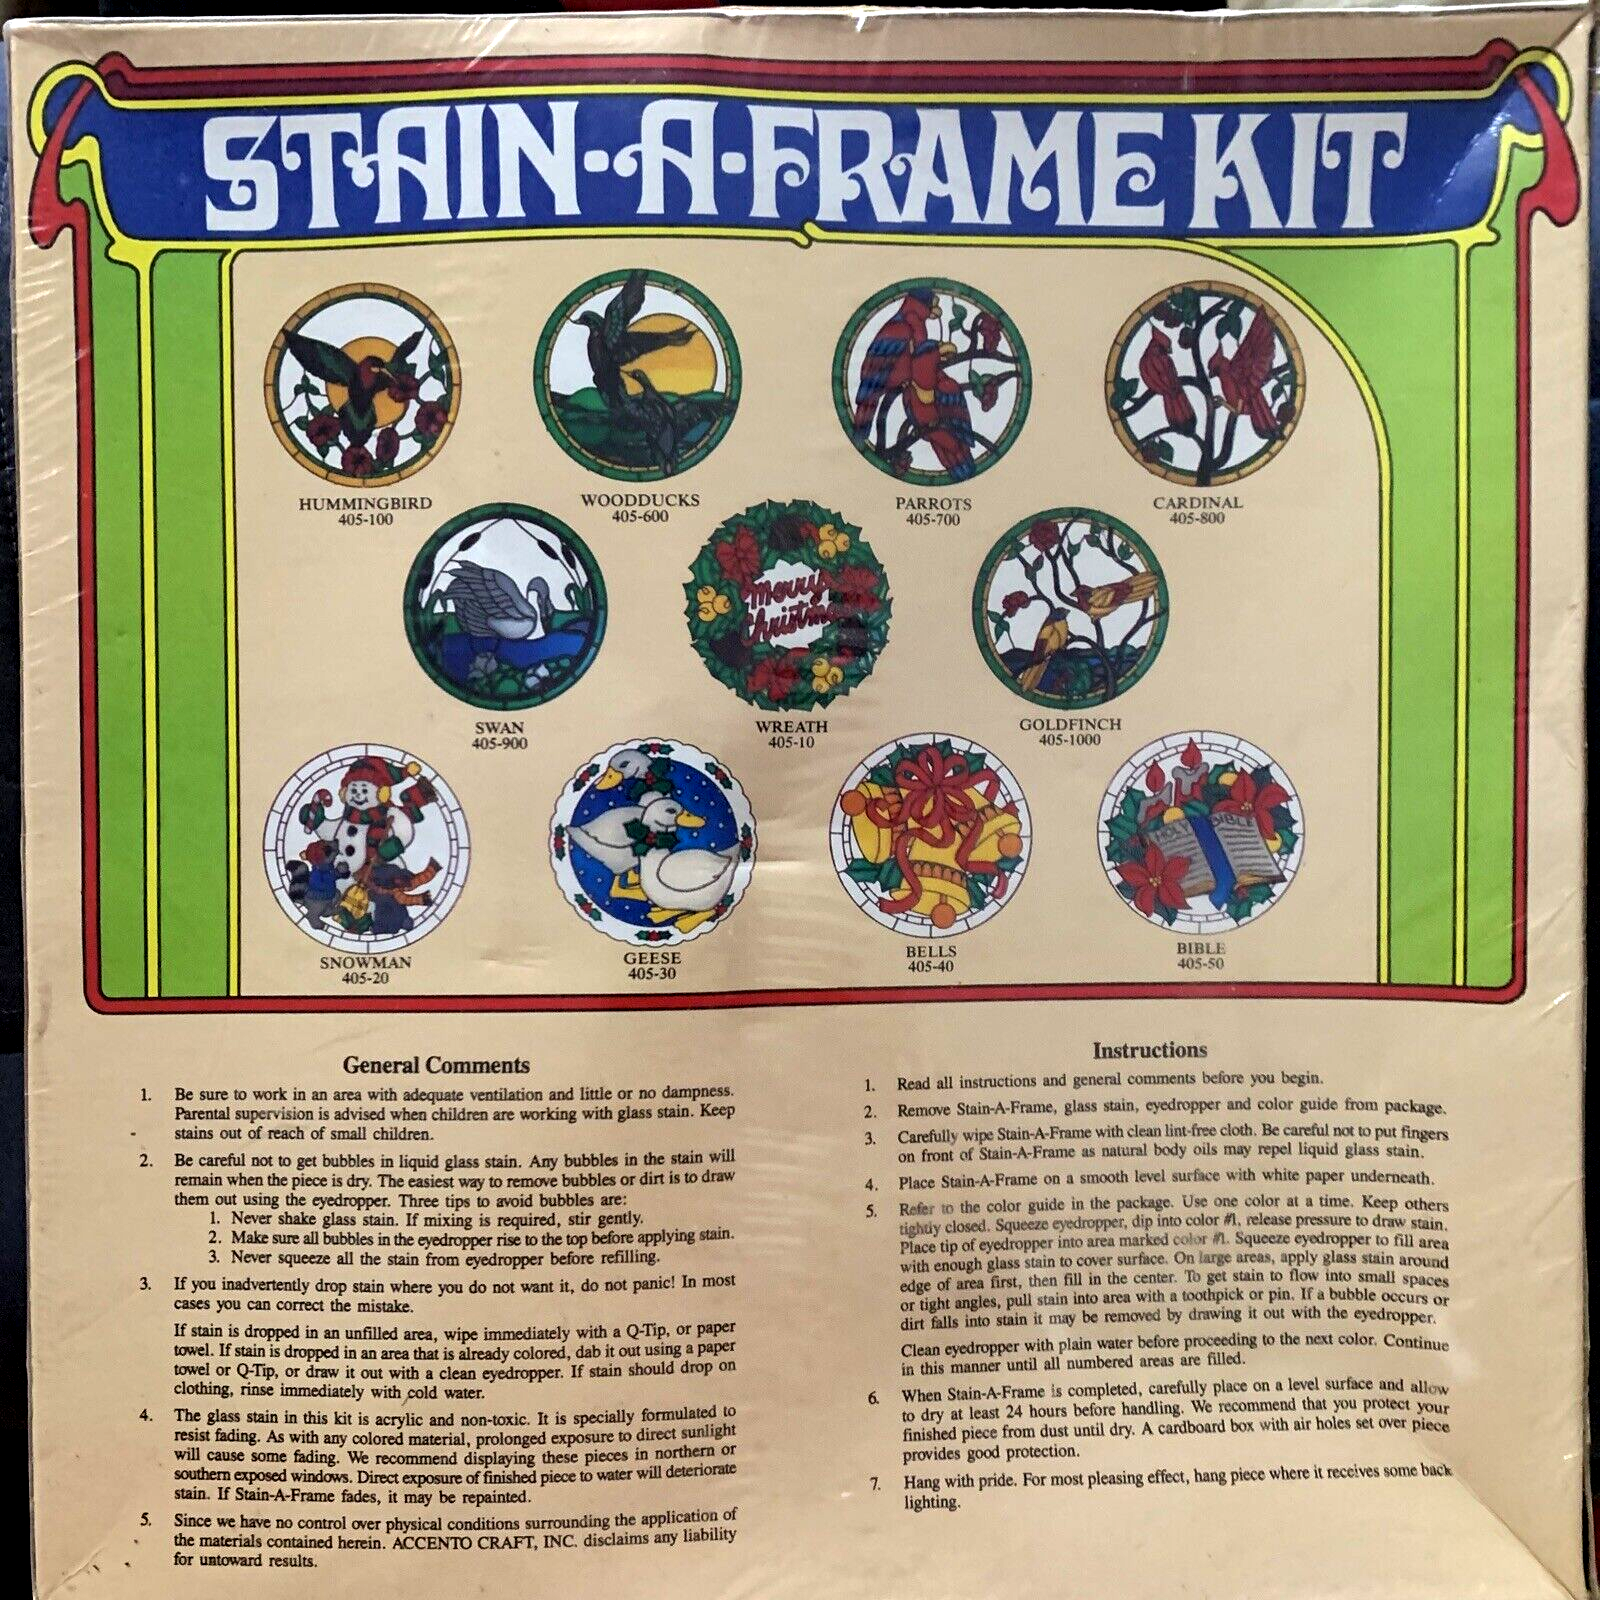 STAIN-A-FRAME KIT
HUMMINGBIRD
405-100
WOODDUCKS
405-600
PARROTS
405-700
CARDINAL
405-800
Merry
Christmas
SWAN
405-900
WREATH
405-10
GOLDFINCH
405-1000
HOLY BIBLE
SNOWMAN
405-20
GEESE
405-30
BELLS
405-40
BIBLE
405-50
General Comments
1. Be sure to work in an area with adequate ventilation and little or no dampness.
Parental supervision is advised when children are working with glass stain. Keep
stains out of reach of small children.
2. Be careful not to get bubbles in liquid glass stain. Any bubbles in the stain will
remain when the piece is dry. The easiest way to remove bubbles or dirt is to draw
them out using the eyedropper. Three tips to avoid bubbles are:
1. Never shake glass stain. If mixing is required, stir gently.
2. Make sure all bubbles in the eyedropper rise to the top before applying stain.
3. Never squeeze all the stain from eyedropper before refilling.
3. If you inadvertently drop stain where you do not want it, do not panic! In most
cases you can correct the mistake.
If stain is dropped in an unfilled area, wipe immediately with a Q-Tip, or paper
towel. If stain is dropped in an area that is already colored, dab it out using a paper
towel or Q-Tip, or draw it out with a clean eyedropper. If stain should drop on
clothing, rinse immediately with cold water.
4. The glass stain in this kit is acrylic and non-toxic. It is specially formulated to
resist fading. As with any colored material, prolonged exposure to direct sunlight
will cause some fading. We recommend displaying these pieces in northern or
southern exposed windows. Direct exposure of finished piece to water will deteriorate
stain. If Stain-A-Frame fades, it may be repainted.
5. Since we have no control over physical conditions surrounding the application of
the materials contained herein. ACCENTO CRAFT, INC. disclaims any liability
for untoward results.
Instructions
1. Read all instructions and general comments before you begin.
2. Remove Stain-A-Frame, glass stain, eyedropper and color guide from package.
3. Carefully wipe Stain-A-Frame with clean lint-free cloth. Be careful not to put fingers
on front of Stain-A-Frame as natural body oils may repel liquid glass stain.
4. Place Stain-A-Frame on a smooth level surface with white paper underneath.
5. Refer to the color guide in the package. Use one color at a time. Keep others
tightly closed. Squeeze eyedropper, dip into color #1, release pressure to draw stain.
Place tip of eyedropper into area marked color #1. Squeeze eyedropper to fill area
with enough glass stain to cover surface. On large areas, apply glass stain around
edge of area first, then fill in the center. To get stain to flow into small spaces
or tight angles, pull stain into area with a toothpick or pin. If a bubble occurs or
dirt falls into stain it may be removed by drawing it out with the eyedropper.
Clean eyedropper with plain water before proceeding to the next color. Continue
in this manner until all numbered areas are filled.
6. When Stain-A-Frame is completed, carefully place on a level surface and allow
to dry at least 24 hours before handling. We recommend that you protect your
finished piece from dust until dry. A cardboard box with air holes set over piece
provides good protection.
7. Hang with pride. For most pleasing effect, hang piece where it receives some back
lighting.